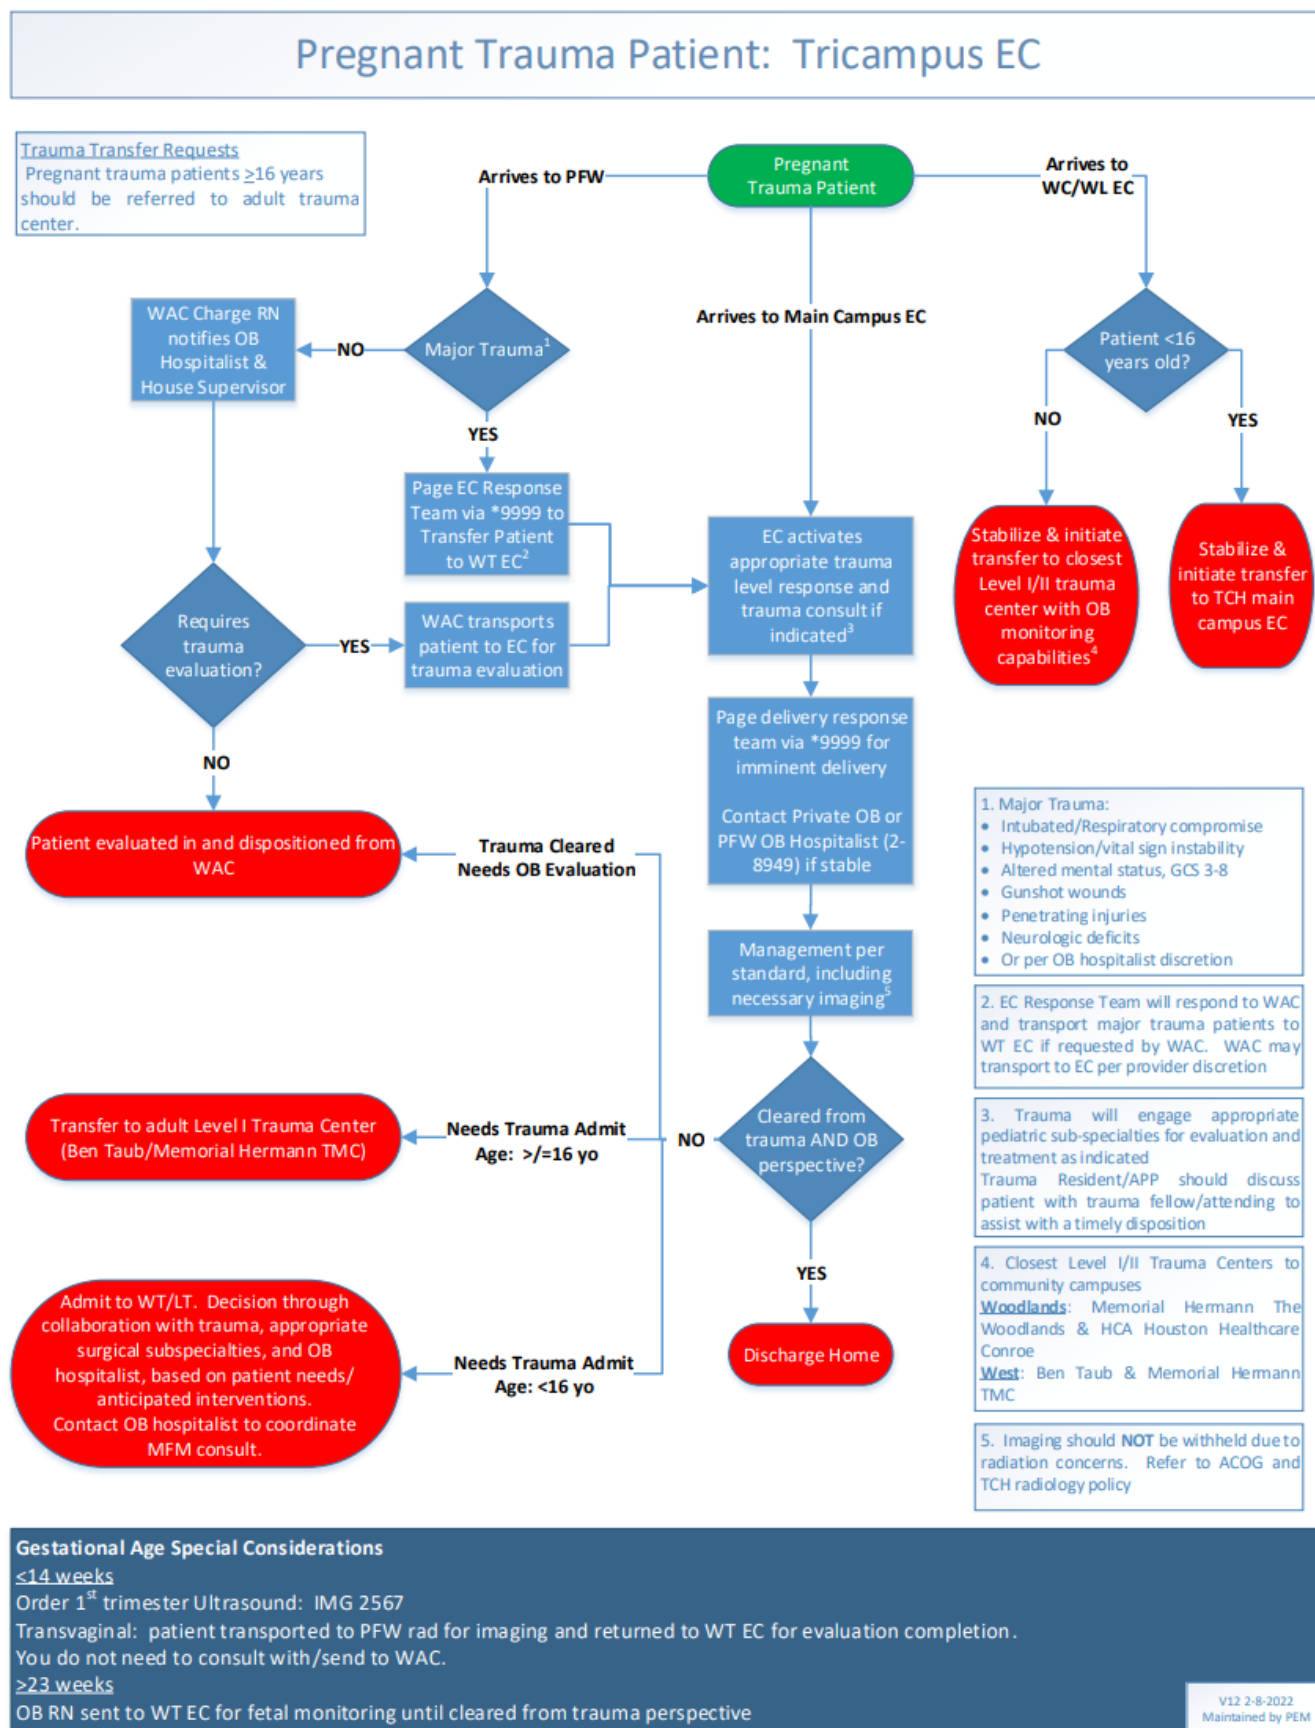 Pregnant Trauma Patient: Tricampus EC
Trauma Transfer Requests
Pregnant trauma patients ≥16 years
should be referred to adult trauma
center.
Arrives to PFW
Pregnant
Trauma Patient
Arrives to
WC/WL EC
WAC Charge RN
notifies OB
Hospitalist &
House Supervisor
NO
Major Trauma¹
Arrives to Main Campus EC
Patient <16
years old?
YES
NO
YES
Page EC Response
Team via *9999 to
Transfer Patient
to WT EC²
EC activates
appropriate trauma
level response and
trauma consult if
indicated³
Stabilize & initiate
transfer to closest
Level I/II trauma
center with OB
monitoring
capabilities⁴
Stabilize &
initiate transfer
to TCH main
campus EC
Requires
trauma
evaluation?
YES
WAC transports
patient to EC for
trauma evaluation
NO
Page delivery response
team via *9999 for
imminent delivery
Contact Private OB or
PFW OB Hospitalist (2-
8949) if stable
Patient evaluated in and dispositioned from
WAC
Trauma Cleared
Needs OB Evaluation
Management per
standard, including
necessary imaging⁵
Transfer to adult Level I Trauma Center
(Ben Taub/Memorial Hermann TMC)
Needs Trauma Admit
Age: >/=16 yo
NO
Cleared from
trauma AND OB
perspective?
YES
Discharge Home
Admit to WT/LT. Decision through
collaboration with trauma, appropriate
surgical subspecialties, and OB
hospitalist, based on patient needs/
anticipated interventions.
Contact OB hospitalist to coordinate
MFM consult.
Needs Trauma Admit
Age: <16 yo
1. Major Trauma:
• Intubated/Respiratory compromise
• Hypotension/vital sign instability
• Altered mental status, GCS 3-8
• Gunshot wounds
• Penetrating injuries
• Neurologic deficits
• Or per OB hospitalist discretion
2. EC Response Team will respond to WAC
and transport major trauma patients to
WT EC if requested by WAC. WAC may
transport to EC per provider discretion
3. Trauma will engage appropriate
pediatric sub-specialties for evaluation and
treatment as indicated
Trauma Resident/APP should discuss
patient with trauma fellow/attending to
assist with a timely disposition
4. Closest Level I/II Trauma Centers to
community campuses
Woodlands: Memorial Hermann The
Woodlands & HCA Houston Healthcare
Conroe
West: Ben Taub & Memorial Hermann
TMC
5. Imaging should NOT be withheld due to
radiation concerns. Refer to ACOG and
TCH radiology policy
Gestational Age Special Considerations
<14 weeks
Order 1st trimester Ultrasound: IMG 2567
Transvaginal: patient transported to PFW rad for imaging and returned to WT EC for evaluation completion.
You do not need to consult with/send to WAC.
>23 weeks
OB RN sent to WT EC for fetal monitoring until cleared from trauma perspective
V12 2-8-2022
Maintained by PEM